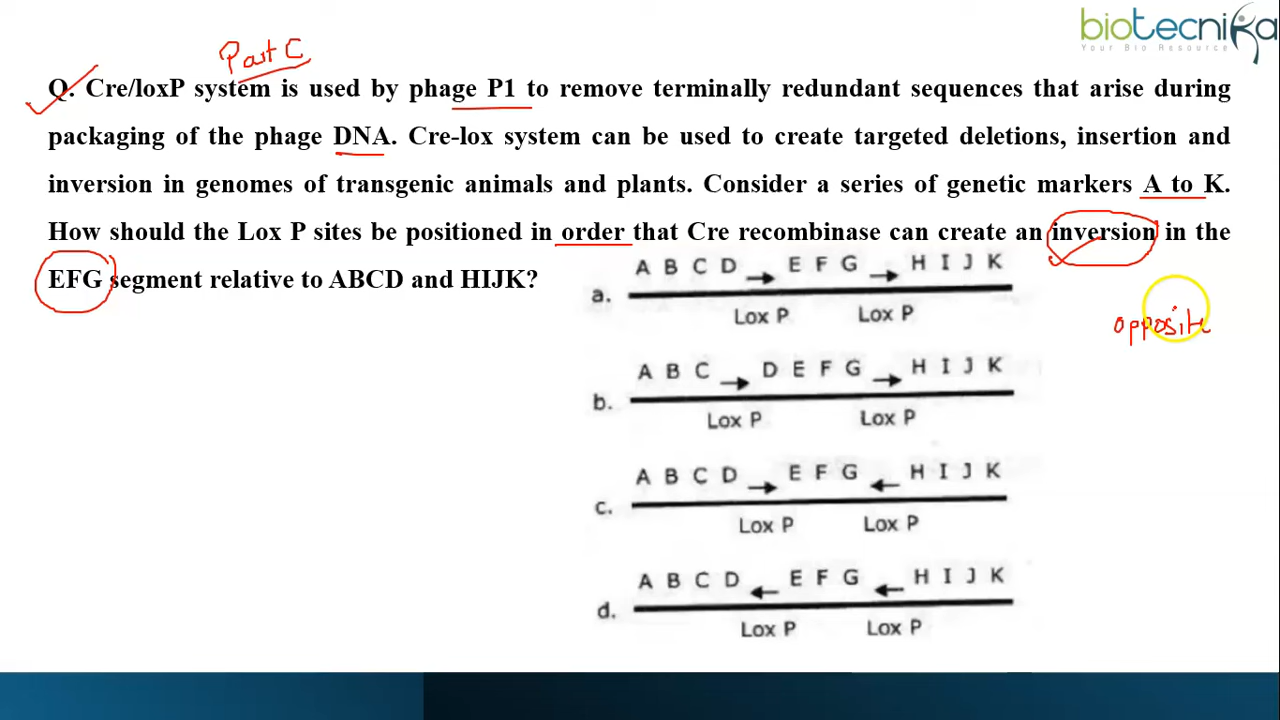 biotecnika
Your Bio Resource
Part C
Q. Cre/loxP system is used by phage P1 to remove terminally redundant sequences that arise during
packaging of the phage DNA. Cre-lox system can be used to create targeted deletions, insertion and
inversion in genomes of transgenic animals and plants. Consider a series of genetic markers A to K.
How should the Lox P sites be positioned in order that Cre recombinase can create an inversion in the
EFG segment relative to ABCD and HIJK?
opposite
A B C D → E F G → H I J K
a.
Lox P Lox P
A B C → D E F G → H I J K
b.
Lox P Lox P
A B C D → E F G ← H I J K
c.
Lox P Lox P
A B C D ← E F G ← H I J K
d.
Lox P Lox P